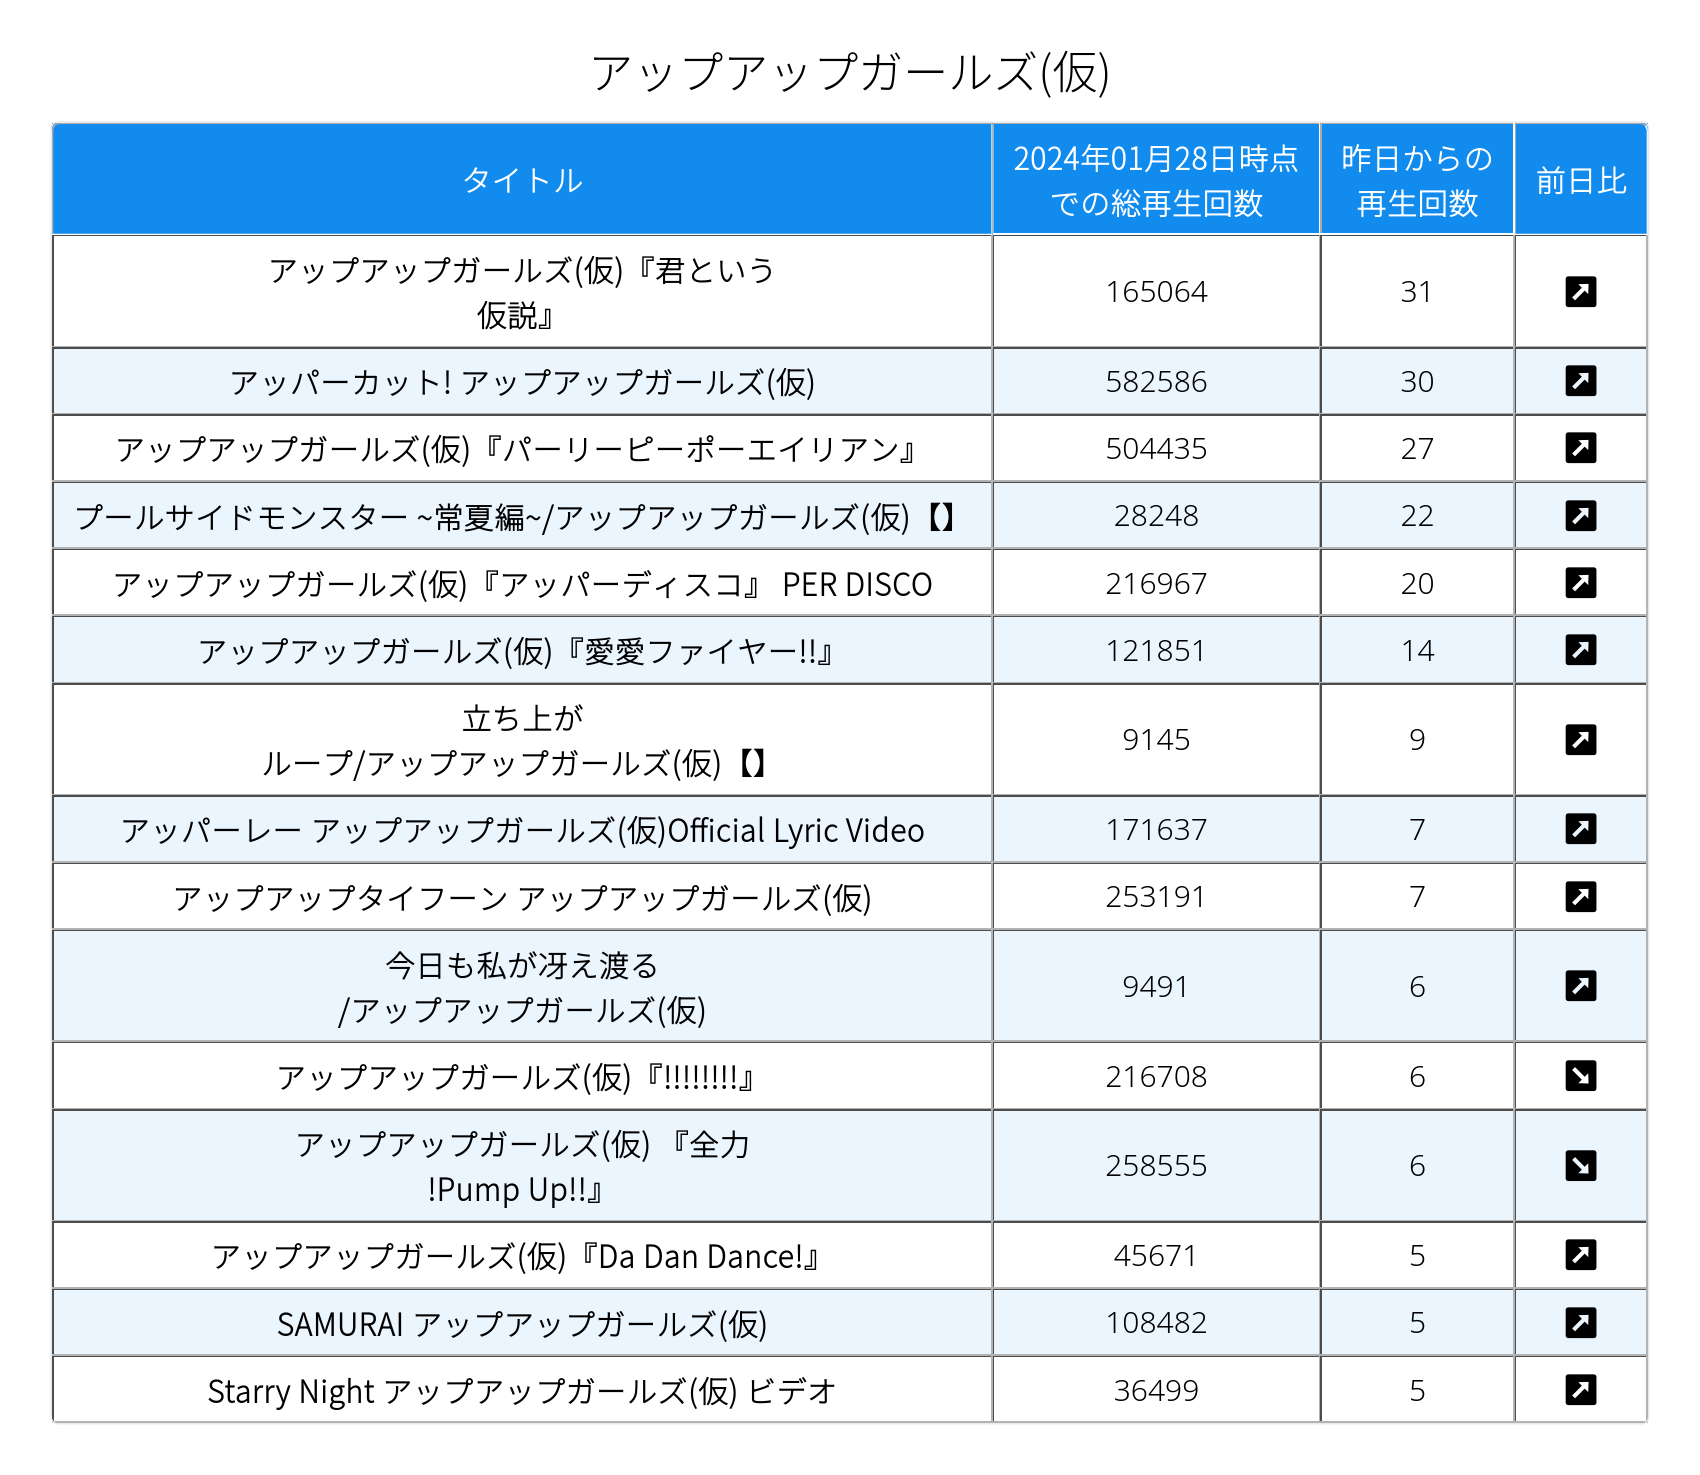 アップアップガールズ(仮)
タイトル
2024年01月28日時点
での総再生回数
昨日からの
再生回数
前日比
アップアップガールズ(仮)『君という
仮説』
165064
31
アッパーカット! アップアップガールズ(仮)
582586
30
アップアップガールズ(仮)『パーリーピーポーエイリアン』
504435
27
プールサイドモンスター ~常夏編~/アップアップガールズ(仮)【】
28248
22
アップアップガールズ(仮)『アッパーディスコ』 PER DISCO
216967
20
アップアップガールズ(仮)『愛愛ファイヤー!!』
121851
14
立ち上が
ループ/アップアップガールズ(仮)【】
9145
9
アッパーレー アップアップガールズ(仮)Official Lyric Video
171637
7
アップアップタイフーン アップアップガールズ(仮)
253191
7
今日も私が冴え渡る
/アップアップガールズ(仮)
9491
6
アップアップガールズ(仮)『!!!!!!!!』
216708
6
アップアップガールズ(仮) 『全力
!Pump Up!!』
258555
6
アップアップガールズ(仮)『Da Dan Dance!』
45671
5
SAMURAI アップアップガールズ(仮)
108482
5
Starry Night アップアップガールズ(仮) ビデオ
36499
5